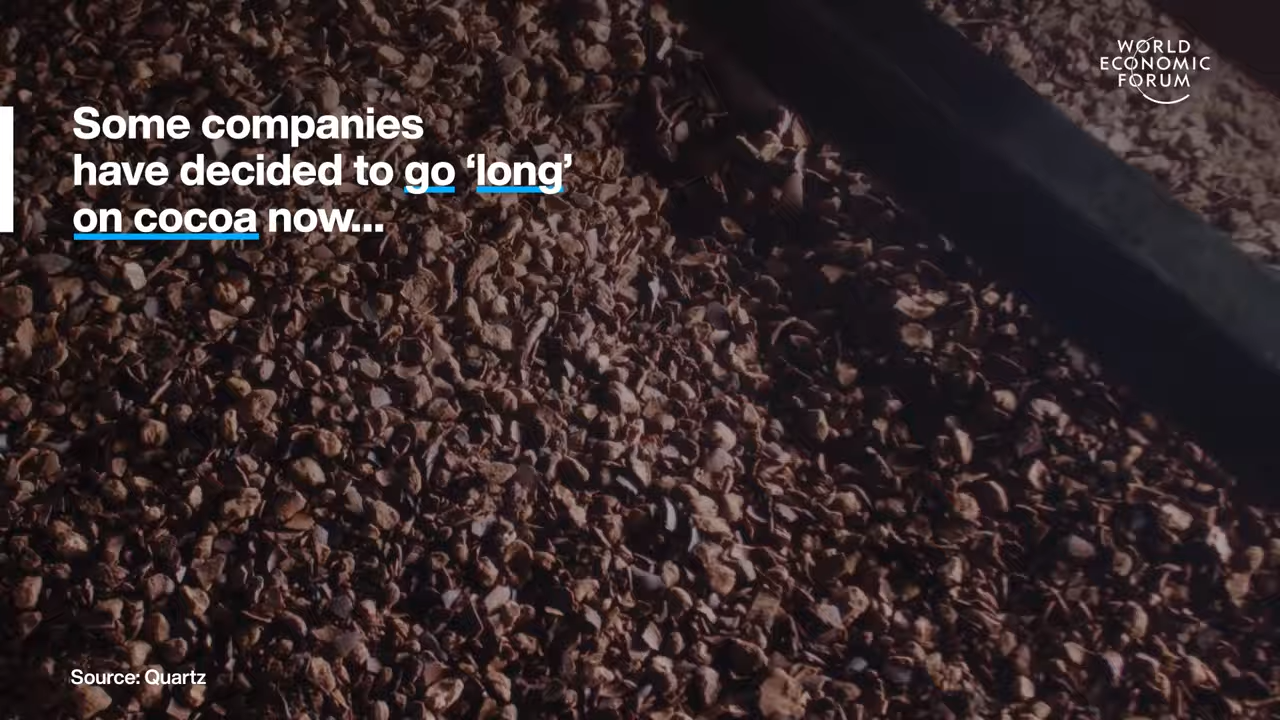 WORLD
ECONOMIC
FORUM
Some companies
have decided to go ‘long’
on cocoa now...
Source: Quartz